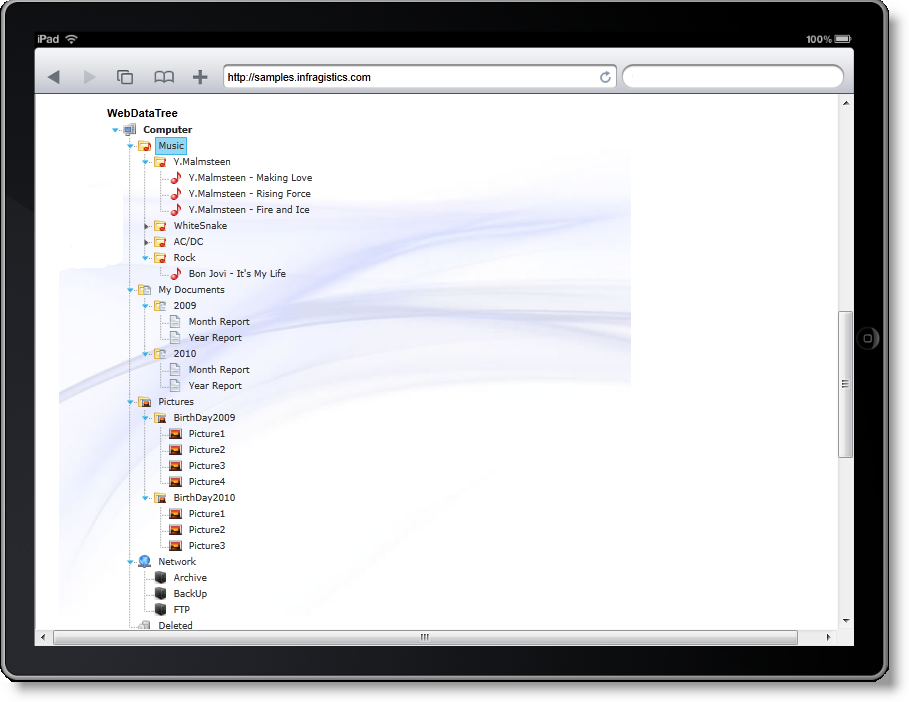 iPad 100%
http://samples.infragistics.com
WebDataTree
Computer
Music
Y.Malmsteen
Y.Malmsteen - Making Love
Y.Malmsteen - Rising Force
Y.Malmsteen - Fire and Ice
WhiteSnake
AC/DC
Rock
Bon Jovi - It's My Life
My Documents
2009
Month Report
Year Report
2010
Month Report
Year Report
Pictures
BirthDay2009
Picture1
Picture2
Picture3
Picture4
BirthDay2010
Picture1
Picture2
Picture3
Network
Archive
BackUp
FTP
Deleted